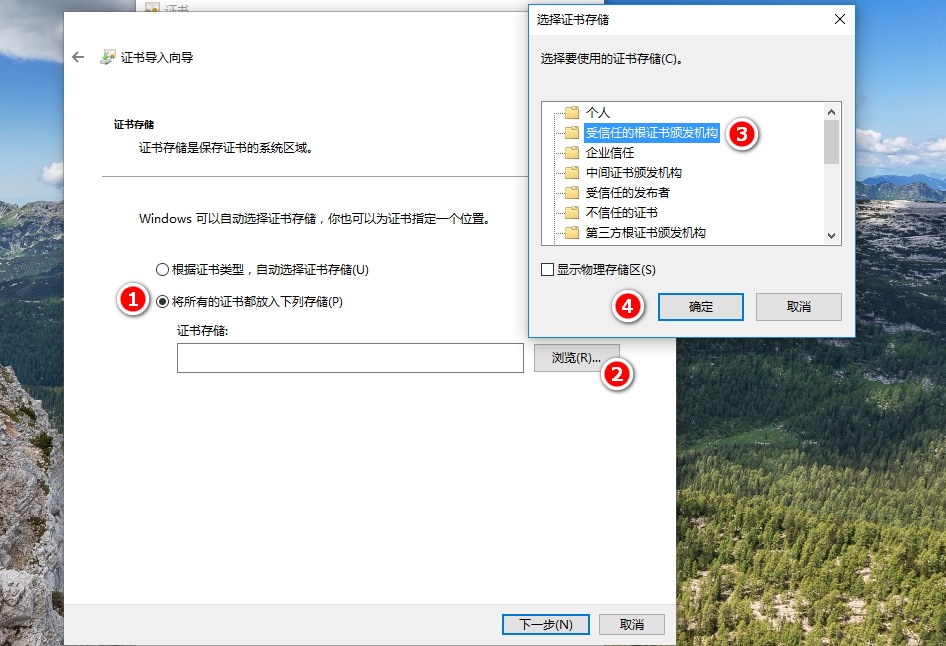 证书
证书导入向导
证书存储
证书存储是保存证书的系统区域。
Windows 可以自动选择证书存储，你也可以为证书指定一个位置。
根据证书类型，自动选择证书存储(U)
1
将所有的证书都放入下列存储(P)
证书存储:
浏览(R)...
2
下一步(N)
取消
选择证书存储
选择要使用的证书存储(C)。
个人
受信任的根证书颁发机构
3
企业信任
中间证书颁发机构
受信任的发布者
不信任的证书
第三方根证书颁发机构
显示物理存储区(S)
4
确定
取消